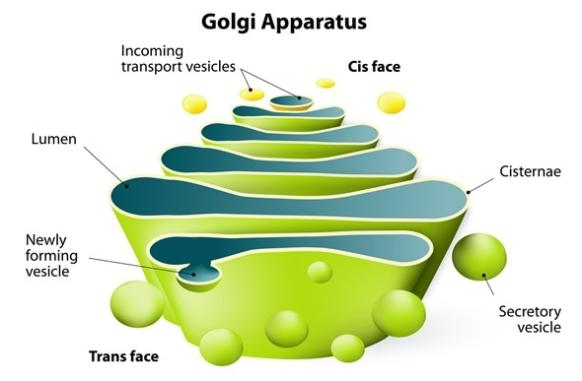 Golgi Apparatus
Incoming
transport vesicles
Cis face
Lumen
Cisternae
Newly
forming
vesicle
Secretory
vesicle
Trans face